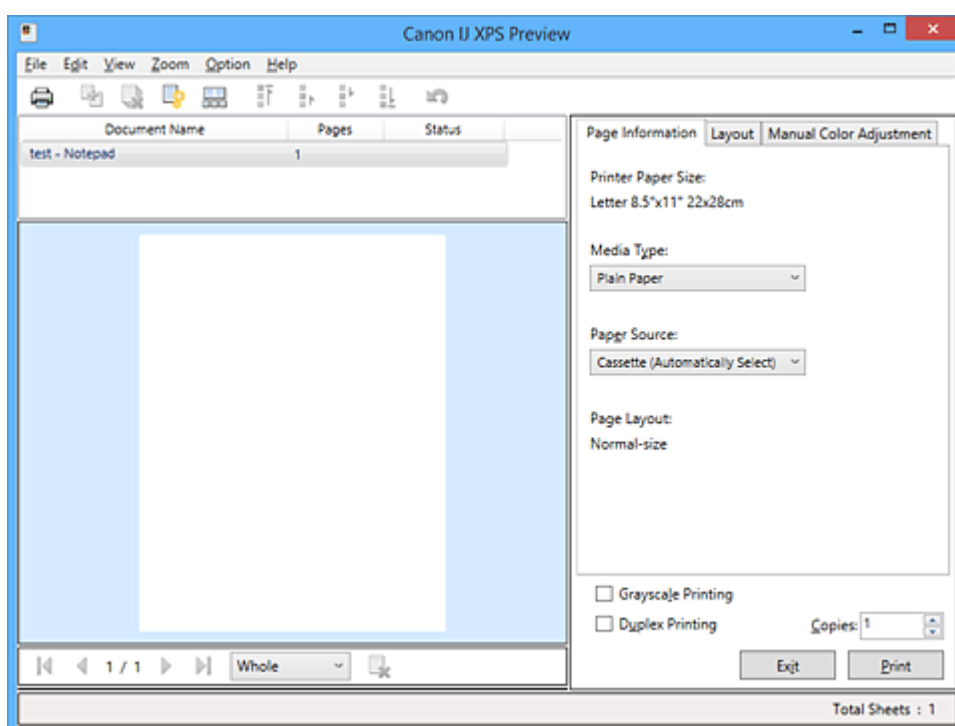 Canon IJ XPS Preview
File Edit View Zoom Option Help
Document Name Pages Status
test - Notepad 1
Page Information Layout Manual Color Adjustment
Printer Paper Size:
Letter 8.5"x11" 22x28cm
Media Type:
Plain Paper
Paper Source:
Cassette (Automatically Select)
Page Layout:
Normal-size
Grayscale Printing
Duplex Printing Copies: 1
1 / 1 Whole Exit Print
Total Sheets : 1